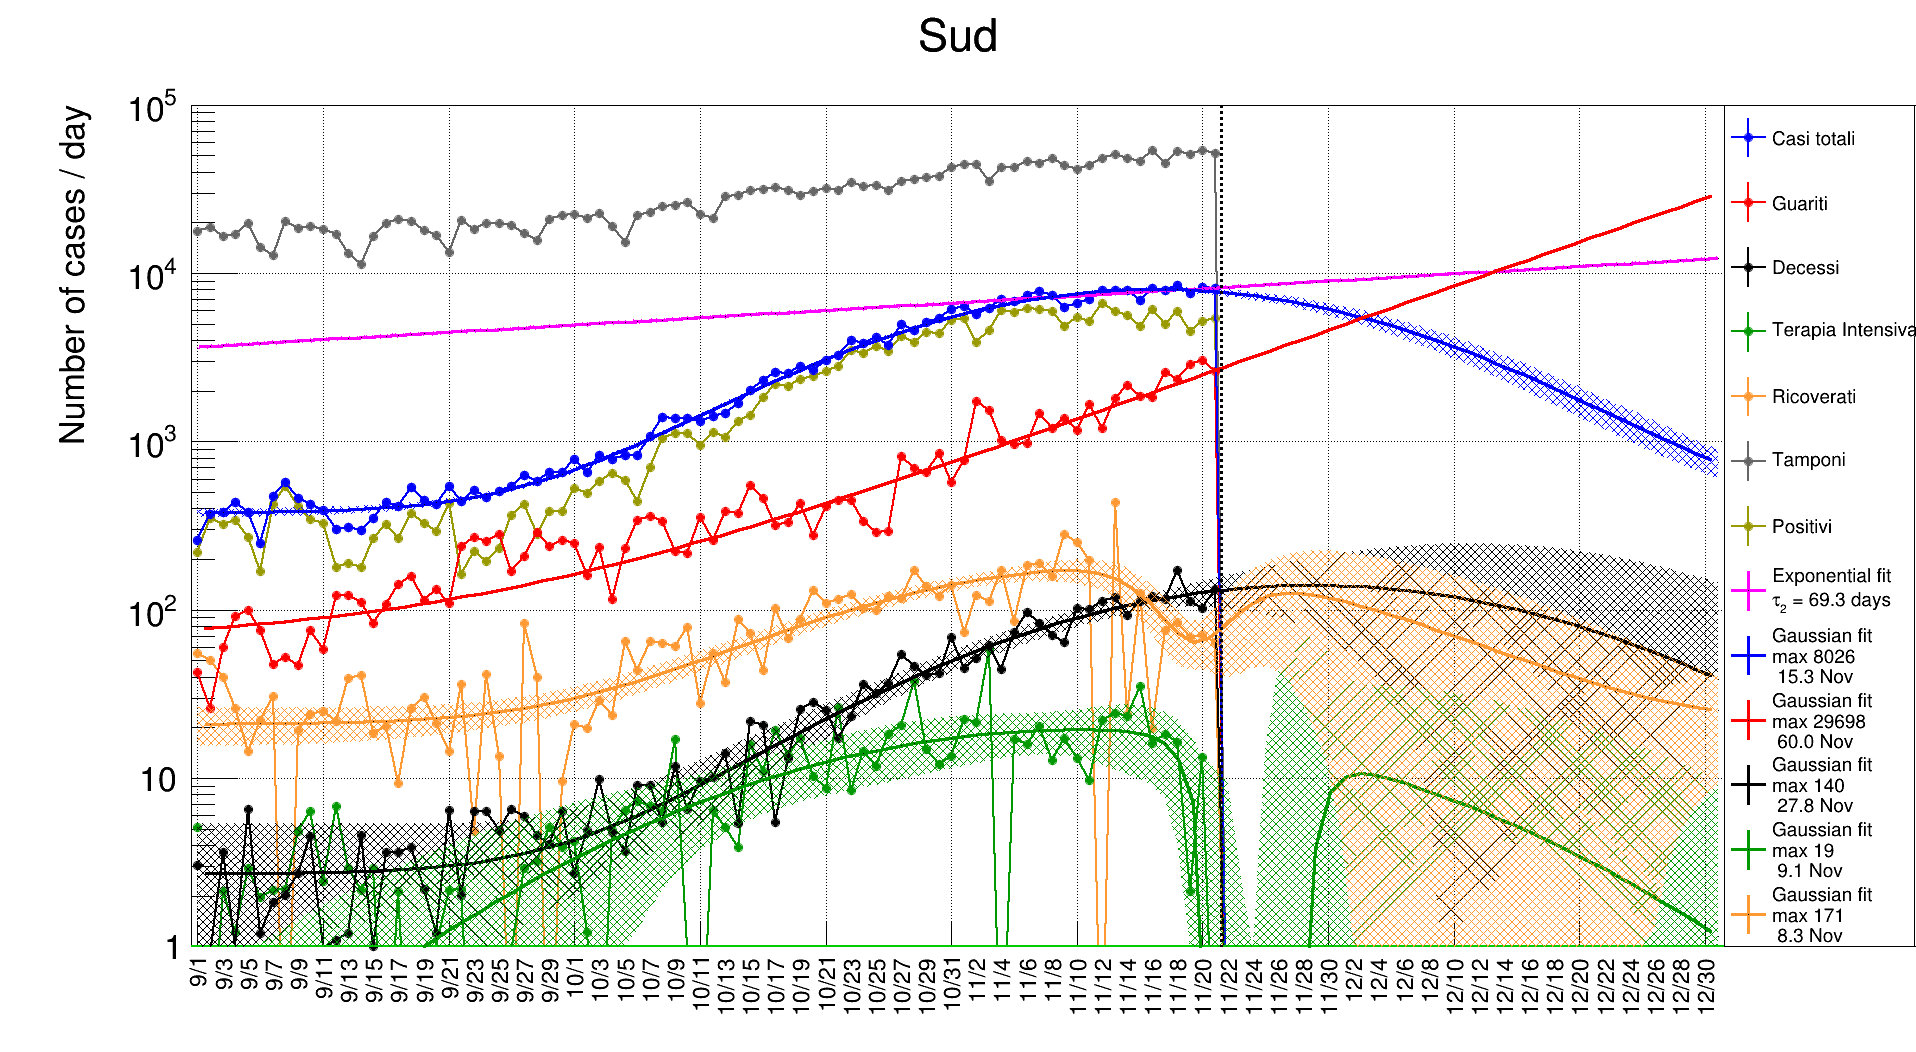 Sud
Number of cases / day
10^5
10^4
10^3
10^2
10
1
9/1
9/3
9/5
9/7
9/9
9/11
9/13
9/15
9/17
9/19
9/21
9/23
9/25
9/27
9/29
10/1
10/3
10/5
10/7
10/9
10/11
10/13
10/15
10/17
10/19
10/21
10/23
10/25
10/27
10/29
10/31
11/2
11/4
11/6
11/8
11/10
11/12
11/14
11/16
11/18
11/20
11/22
11/24
11/26
11/28
11/30
12/2
12/4
12/6
12/8
12/10
12/12
12/14
12/16
12/18
12/20
12/22
12/24
12/26
12/28
12/30
Casi totali
Guariti
Decessi
Terapia Intensiva
Ricoverati
Tamponi
Positivi
Exponential fit
τ₂ = 69.3 days
Gaussian fit
max 8026
15.3 Nov
Gaussian fit
max 29698
60.0 Nov
Gaussian fit
max 140
27.8 Nov
Gaussian fit
max 19
9.1 Nov
Gaussian fit
max 171
8.3 Nov